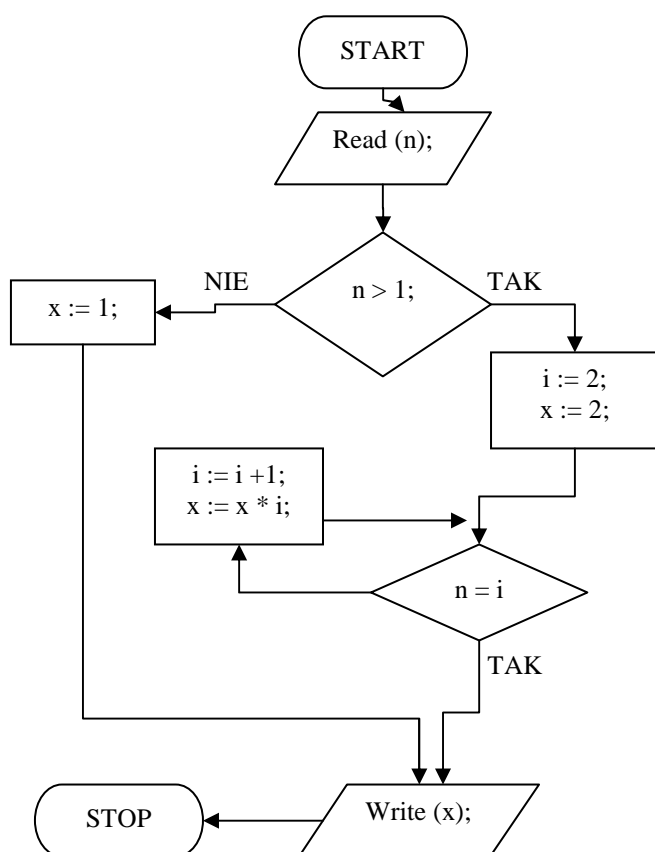 START
Read (n);
n > 1;
NIE
TAK
x := 1;
i := 2;
x := 2;
i := i +1;
x := x * i;
n = i
TAK
Write (x);
STOP